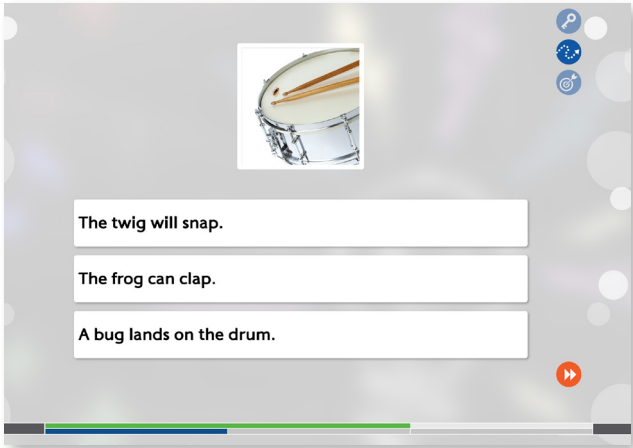 The twig will snap.
The frog can clap.
A bug lands on the drum.